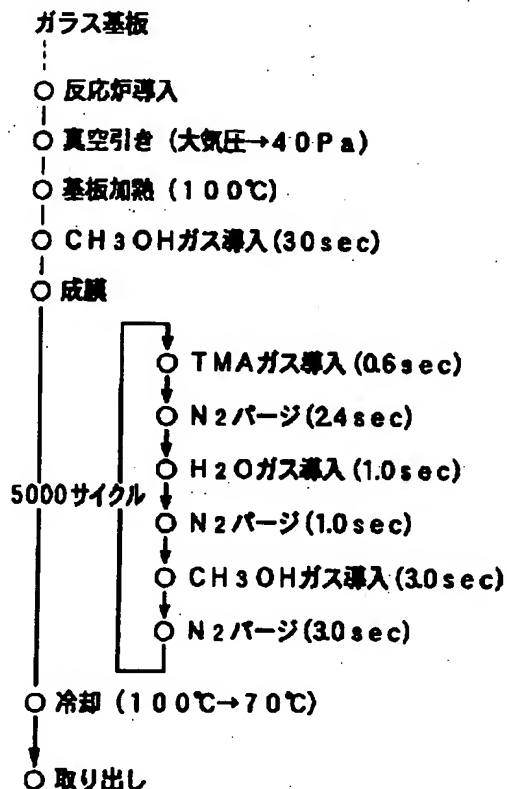 ガラス基板
反応炉導入
真空引き (大気圧→40Pa)
基板加熱 (100℃)
CH3OHガス導入(30sec)
成膜
TMAガス導入(0.6sec)
N2パージ(2.4sec)
H2Oガス導入(1.0sec)
5000サイクル
N2パージ(1.0sec)
CH3OHガス導入(3.0sec)
N2パージ(3.0sec)
冷却 (100℃→70℃)
取り出し